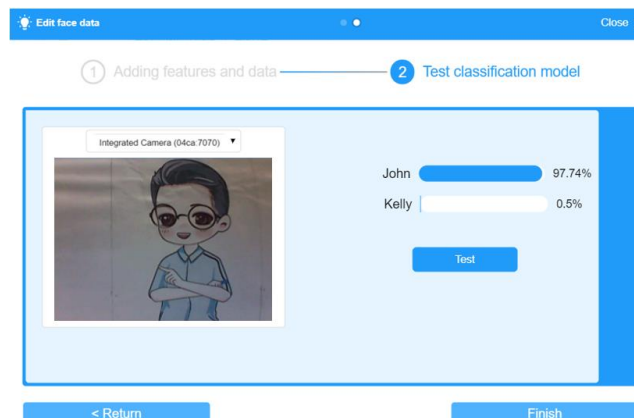 Edit face data
Close
1 Adding features and data
2 Test classification model
Integrated Camera (04ca:7070)
John 97.74%
Kelly 0.5%
Test
< Return
Finish